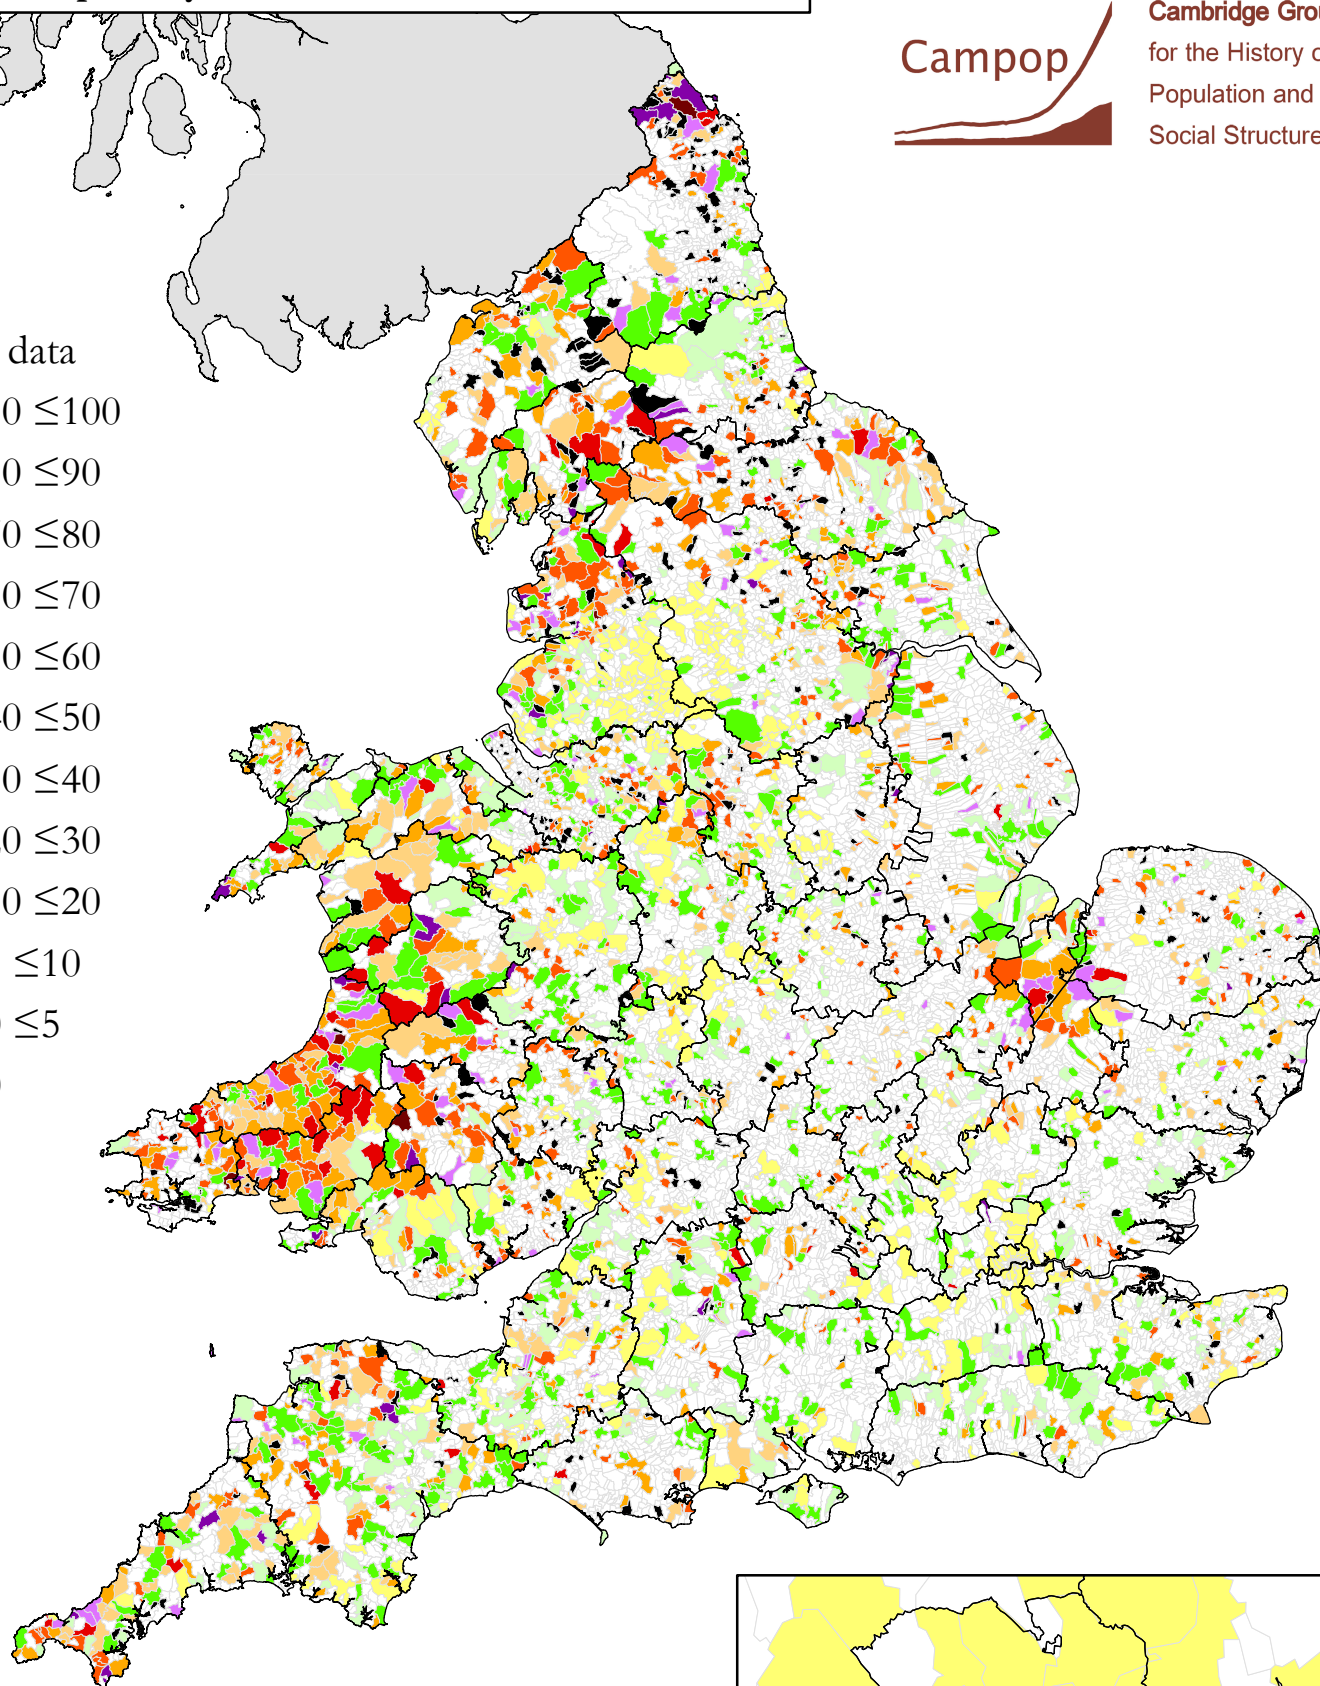 Campop
Cambridge Gro
for the History o
Population and
Social Structure
data
0 ≤100
0 ≤90
0 ≤80
0 ≤70
0 ≤60
0 ≤50
0 ≤40
0 ≤30
0 ≤20
≤10
≤5